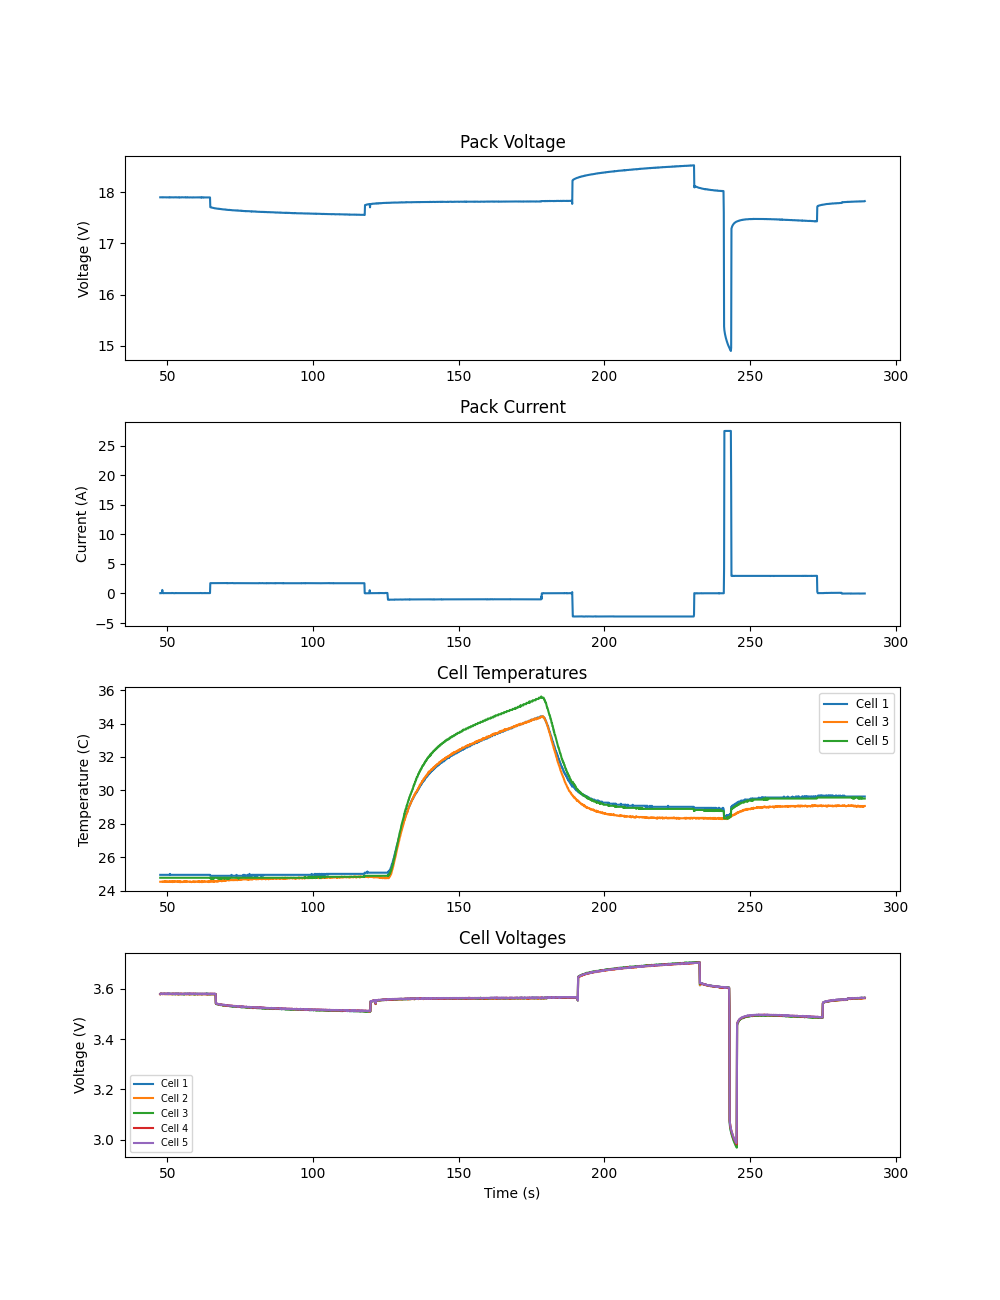 Pack Voltage
18
17
16
15
Voltage (V)
50 100 150 200 250 300
Pack Current
25
20
15
10
5
0
−5
Current (A)
50 100 150 200 250 300
Cell Temperatures
36
34
32
30
28
26
24
Temperature (C)
Cell 1
Cell 3
Cell 5
50 100 150 200 250 300
Cell Voltages
3.6
3.4
3.2
3.0
Voltage (V)
Cell 1
Cell 2
Cell 3
Cell 4
Cell 5
50 100 150 200 250 300
Time (s)